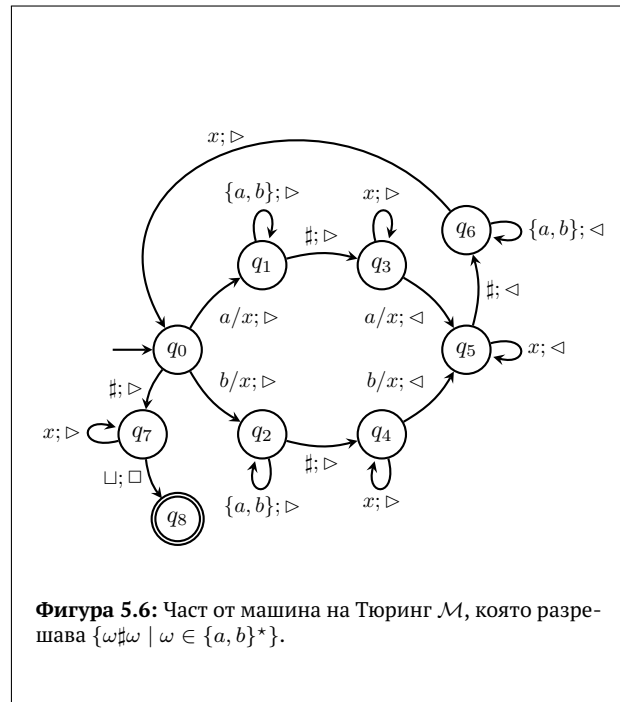 x; ▷
{a, b}; ▷
x; ▷
♯; ▷
q₆
{a, b}; ◁
q₁
q₃
a/x; ▷
a/x; ◁
♯; ◁
q₀
q₅
x; ◁
♯; ▷
b/x; ▷
b/x; ◁
x; ▷
q₇
q₂
q₄
♯; ▷
⊔; □
{a, b}; ▷
x; ▷
q₈
Фигура 5.6: Част от машина на Тюринг ℳ, която разре-
шава {ω♯ω | ω ∈ {a, b}⋆}.